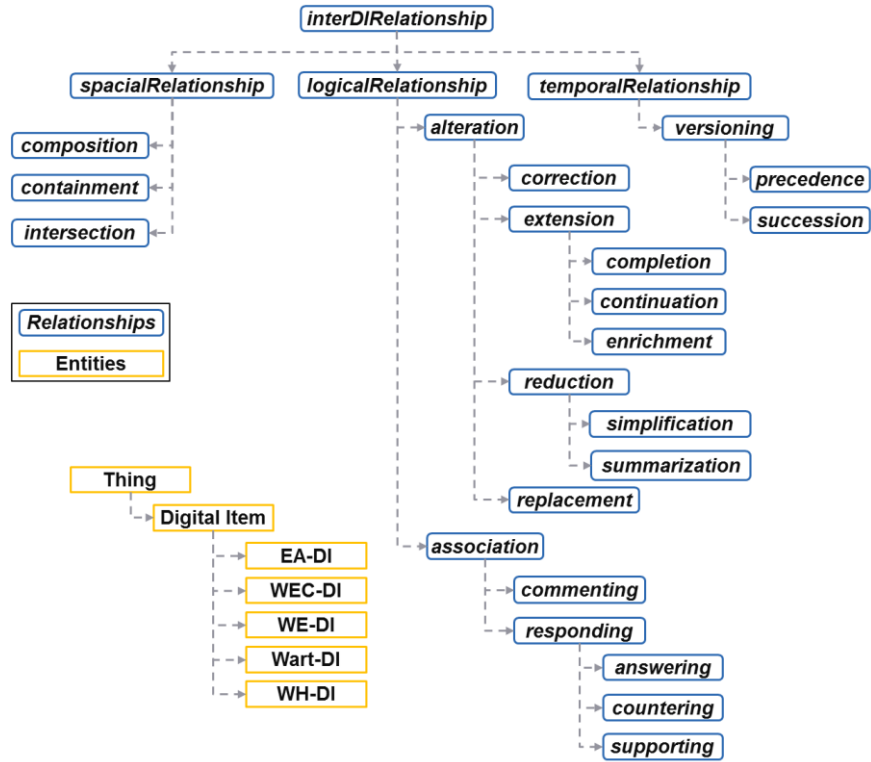 interDIRelationship
spacialRelationship
logicalRelationship
temporalRelationship
composition
containment
intersection
alteration
correction
extension
completion
continuation
enrichment
reduction
simplification
summarization
replacement
association
commenting
responding
answering
countering
supporting
versioning
precedence
succession
Relationships
Entities
Thing
Digital Item
EA-DI
WEC-DI
WE-DI
Wart-DI
WH-DI